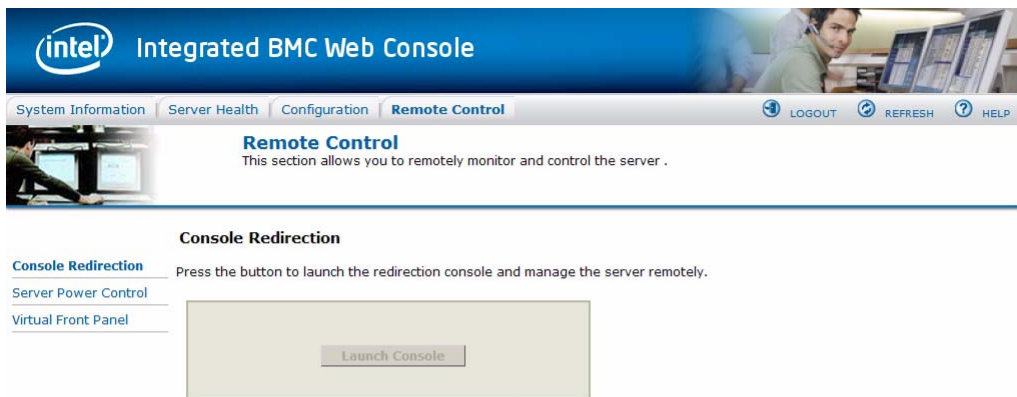 intel Integrated BMC Web Console
System Information Server Health Configuration Remote Control LOGOUT REFRESH ? HELP
Remote Control
This section allows you to remotely monitor and control the server .
Console Redirection
Console Redirection
Server Power Control
Virtual Front Panel
Press the button to launch the redirection console and manage the server remotely.
Launch Console